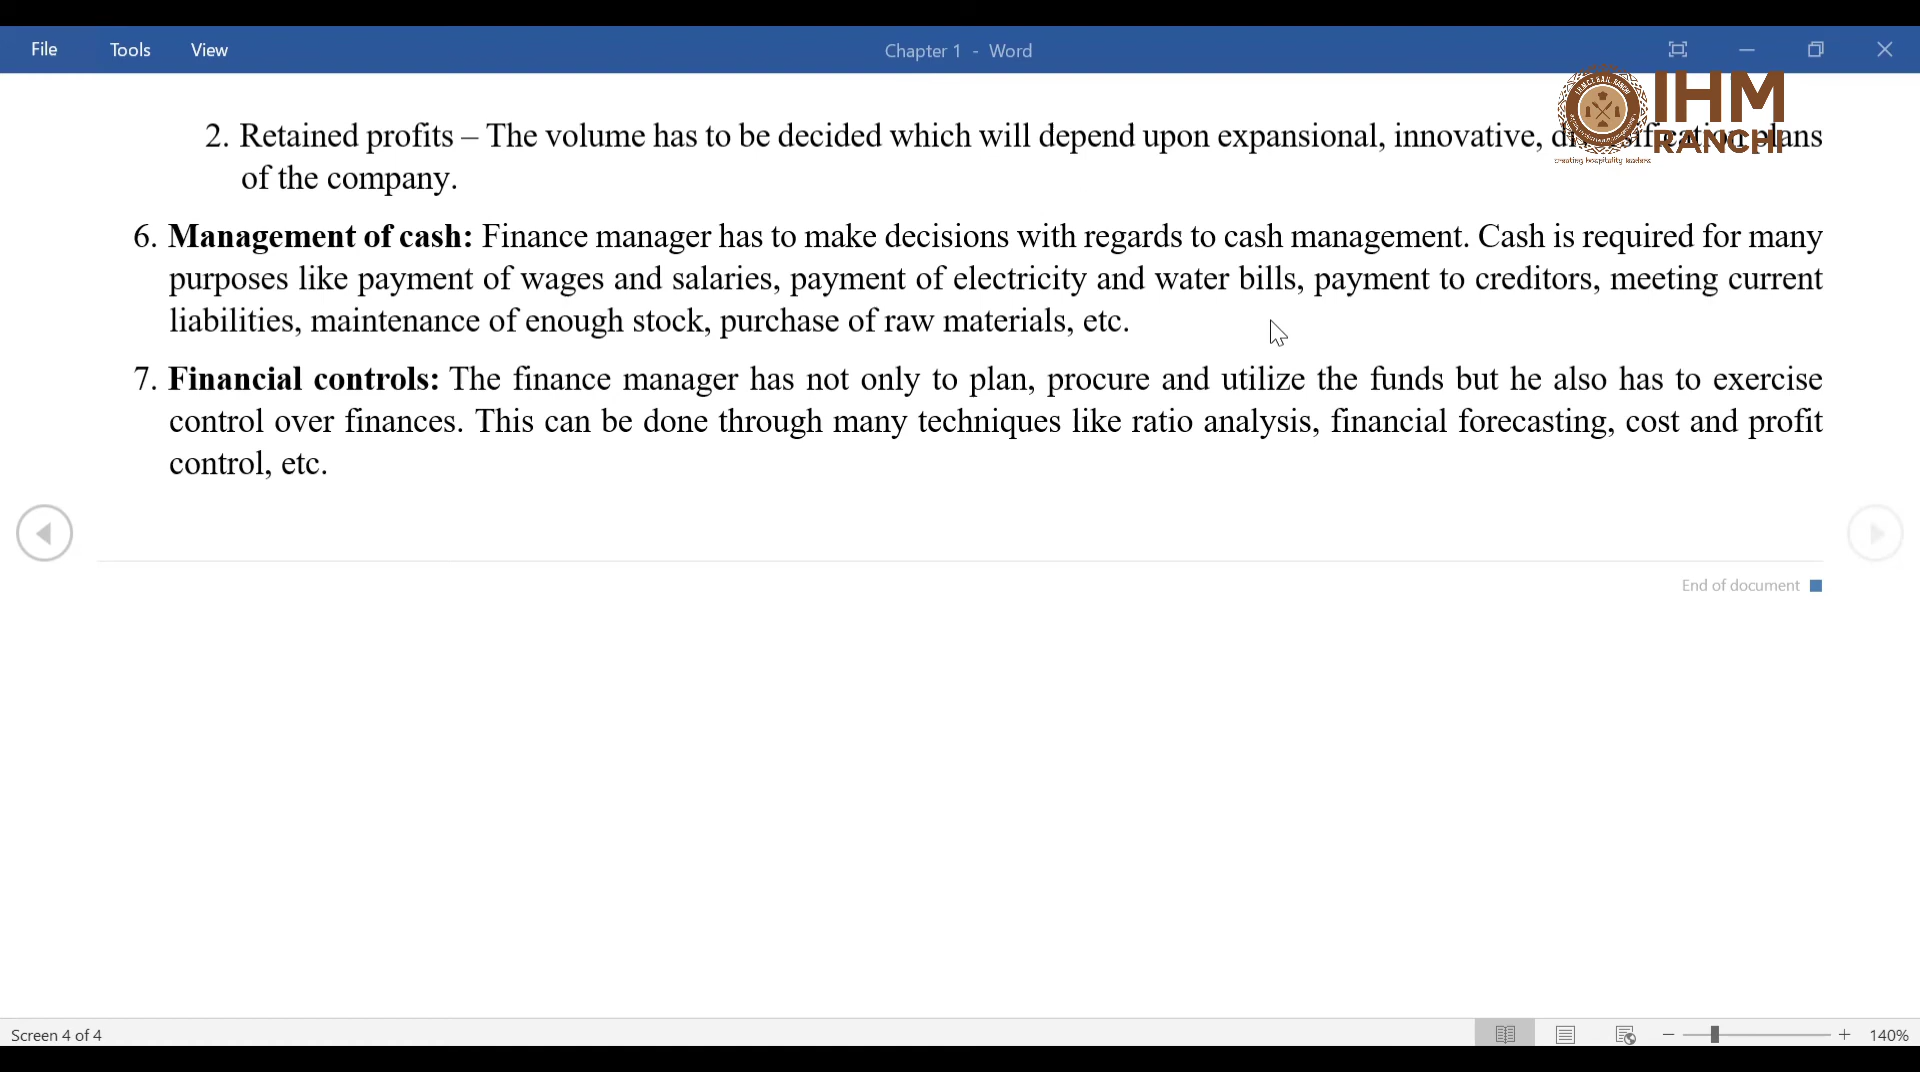 File Tools View Chapter 1 - Word
IHM
RANCHI
creating hospitality leaders
2. Retained profits – The volume has to be decided which will depend upon expansional, innovative, plans
of the company.
6. Management of cash: Finance manager has to make decisions with regards to cash management. Cash is required for many
purposes like payment of wages and salaries, payment of electricity and water bills, payment to creditors, meeting current
liabilities, maintenance of enough stock, purchase of raw materials, etc.
7. Financial controls: The finance manager has not only to plan, procure and utilize the funds but he also has to exercise
control over finances. This can be done through many techniques like ratio analysis, financial forecasting, cost and profit
control, etc.
End of document
Screen 4 of 4 140%